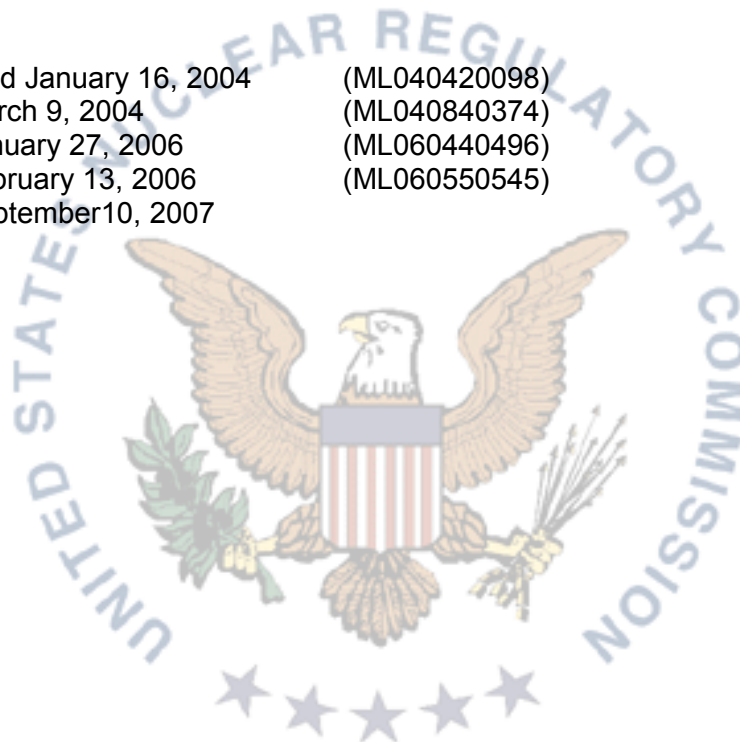 d January 16, 2004 (ML040420098)
rch 9, 2004 (ML040840374)
nuary 27, 2006 (ML060440496)
bruary 13, 2006 (ML060550545)
ptember10, 2007
UNITED STATES NUCLEAR REGULATORY COMMISSION